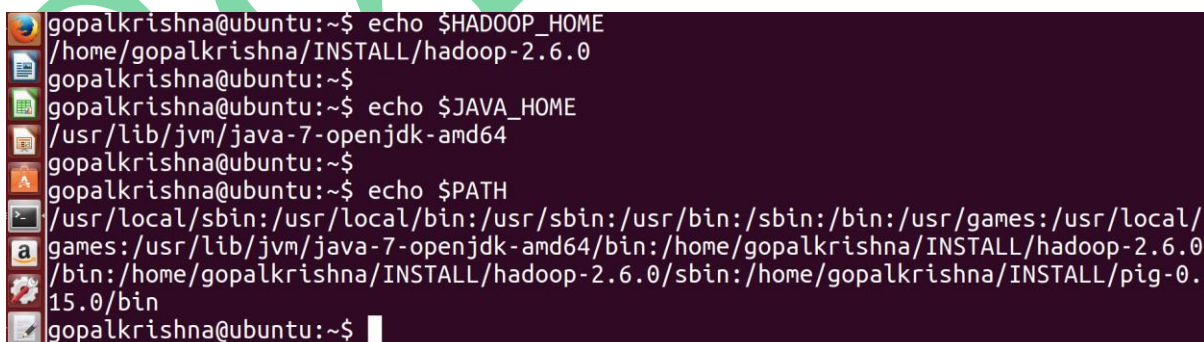 gopalkrishna@ubuntu:~$ echo $HADOOP_HOME
/home/gopalkrishna/INSTALL/hadoop-2.6.0
gopalkrishna@ubuntu:~$
gopalkrishna@ubuntu:~$ echo $JAVA_HOME
/usr/lib/jvm/java-7-openjdk-amd64
gopalkrishna@ubuntu:~$
gopalkrishna@ubuntu:~$ echo $PATH
/usr/local/sbin:/usr/local/bin:/usr/sbin:/usr/bin:/sbin:/bin:/usr/games:/usr/local/
games:/usr/lib/jvm/java-7-openjdk-amd64/bin:/home/gopalkrishna/INSTALL/hadoop-2.6.0
/bin:/home/gopalkrishna/INSTALL/hadoop-2.6.0/sbin:/home/gopalkrishna/INSTALL/pig-0.
15.0/bin
gopalkrishna@ubuntu:~$